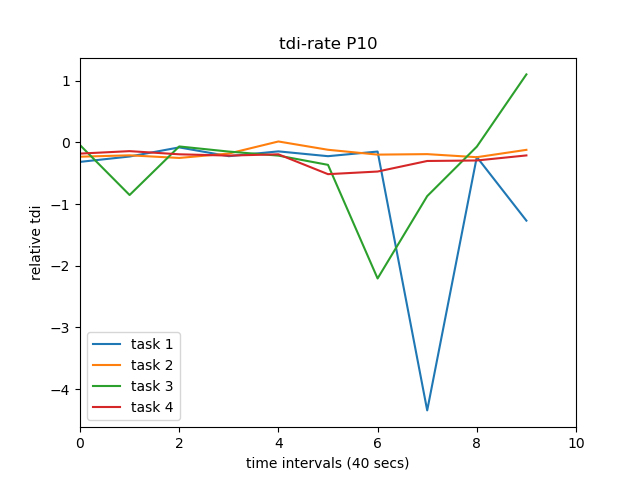 tdi-rate P10
relative tdi
1
0
−1
−2
−3
−4
task 1
task 2
task 3
task 4
0 2 4 6 8 10
time intervals (40 secs)